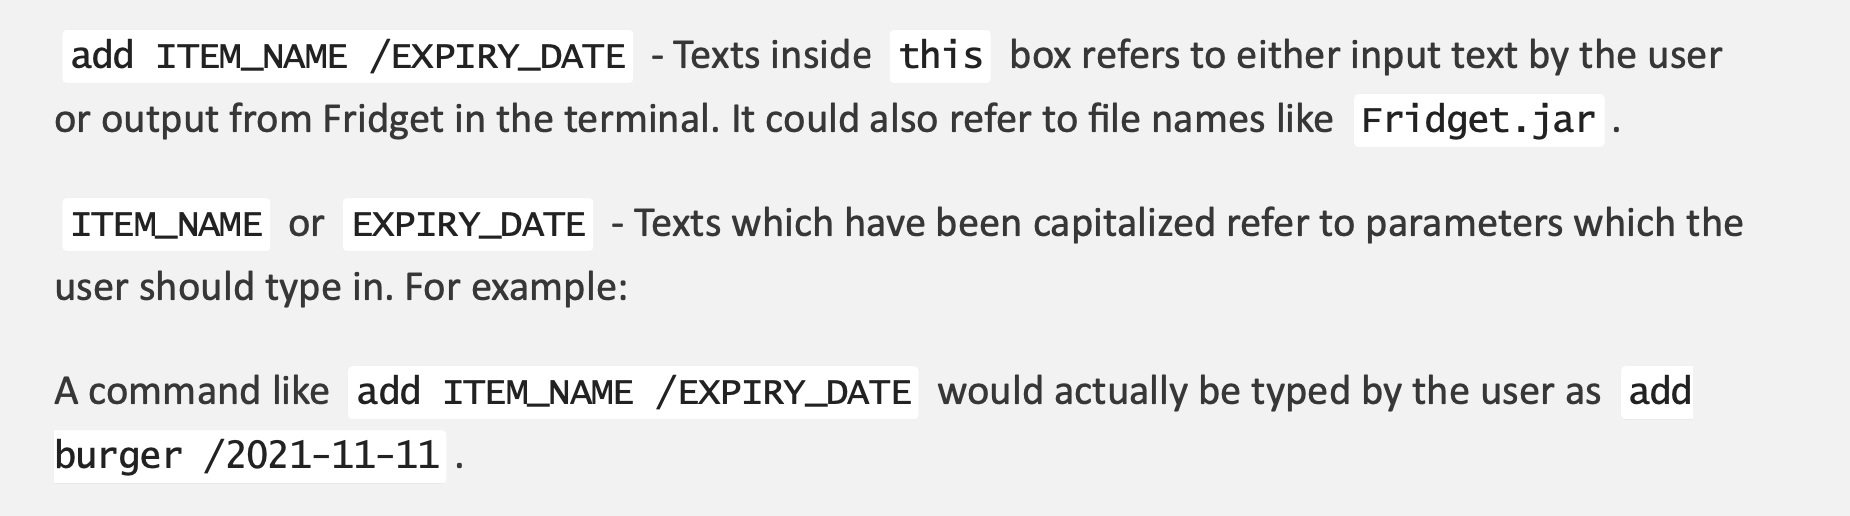 add ITEM_NAME /EXPIRY_DATE - Texts inside this box refers to either input text by the user
or output from Fridget in the terminal. It could also refer to file names like Fridget.jar .
ITEM_NAME or EXPIRY_DATE - Texts which have been capitalized refer to parameters which the
user should type in. For example:
A command like add ITEM_NAME /EXPIRY_DATE would actually be typed by the user as add
burger /2021-11-11 .